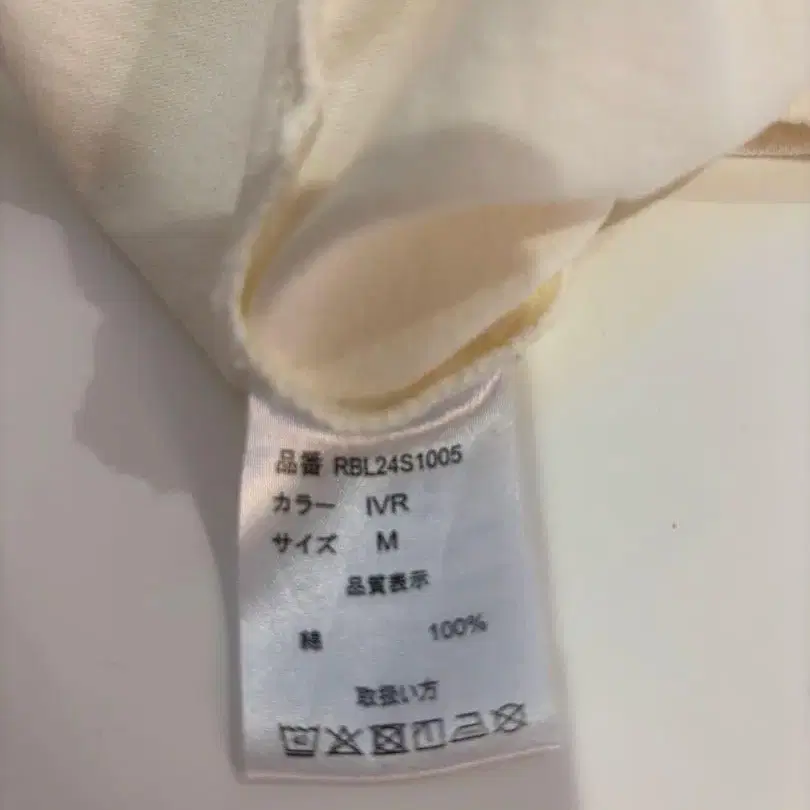 品番 RBL24S1005
カラー IVR
サイズ M
品質表示
綿 100%
取扱い方